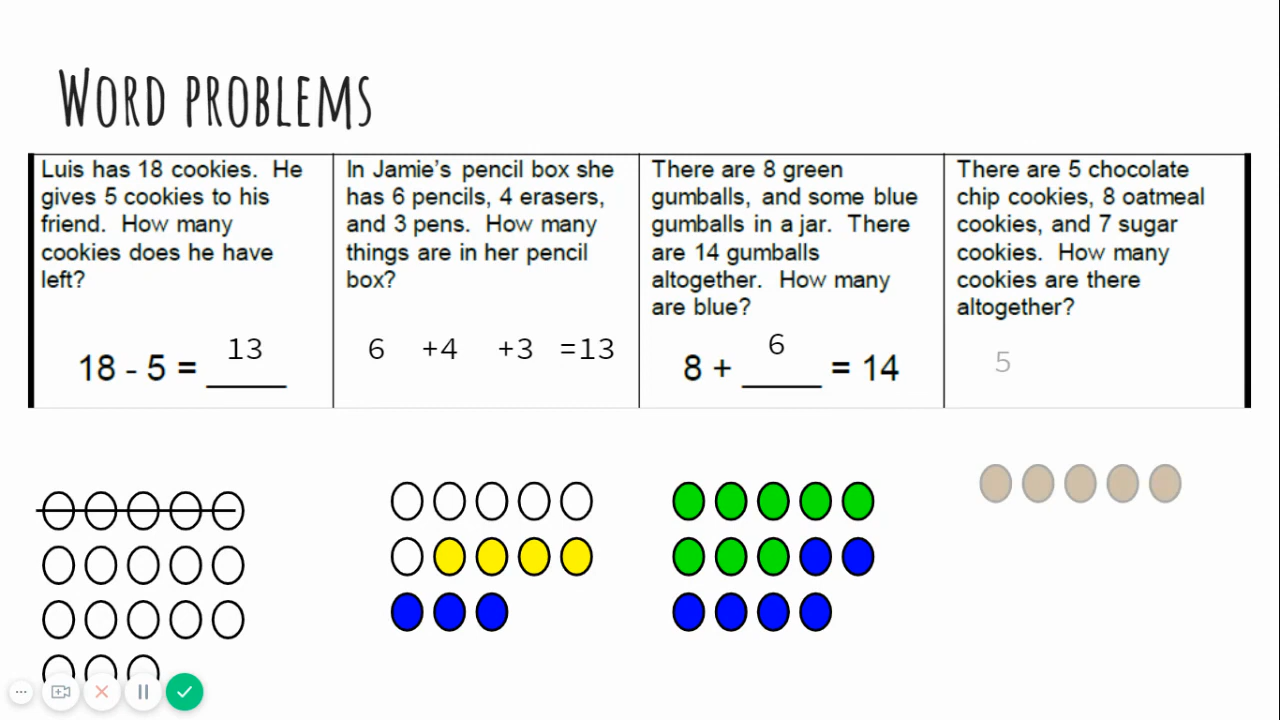 WORD PROBLEMS
Luis has 18 cookies. He
gives 5 cookies to his
friend. How many
cookies does he have
left?
18 - 5 = 13
In Jamie's pencil box she
has 6 pencils, 4 erasers,
and 3 pens. How many
things are in her pencil
box?
6 +4 +3 =13
There are 8 green
gumballs, and some blue
gumballs in a jar. There
are 14 gumballs
altogether. How many
are blue?
8 + 6 = 14
There are 5 chocolate
chip cookies, 8 oatmeal
cookies, and 7 sugar
cookies. How many
cookies are there
altogether?
5